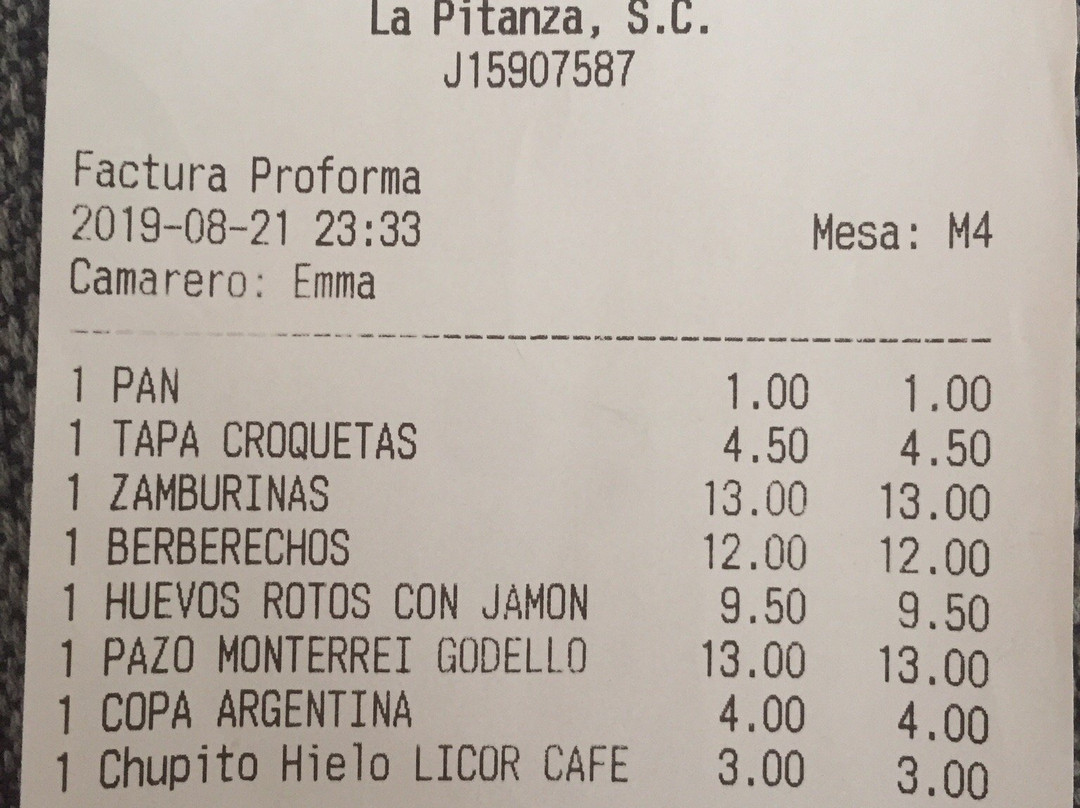 La Pitanza, S.C.
J15907587
Factura Proforma
2019-08-21 23:33 Mesa: M4
Camarero: Emma
1 PAN 1.00 1.00
1 TAPA CROQUETAS 4.50 4.50
1 ZAMBURINAS 13.00 13.00
1 BERBERECHOS 12.00 12.00
1 HUEVOS ROTOS CON JAMON 9.50 9.50
1 PAZO MONTERREI GODELLO 13.00 13.00
1 COPA ARGENTINA 4.00 4.00
1 Chupito Hielo LICOR CAFE 3.00 3.00